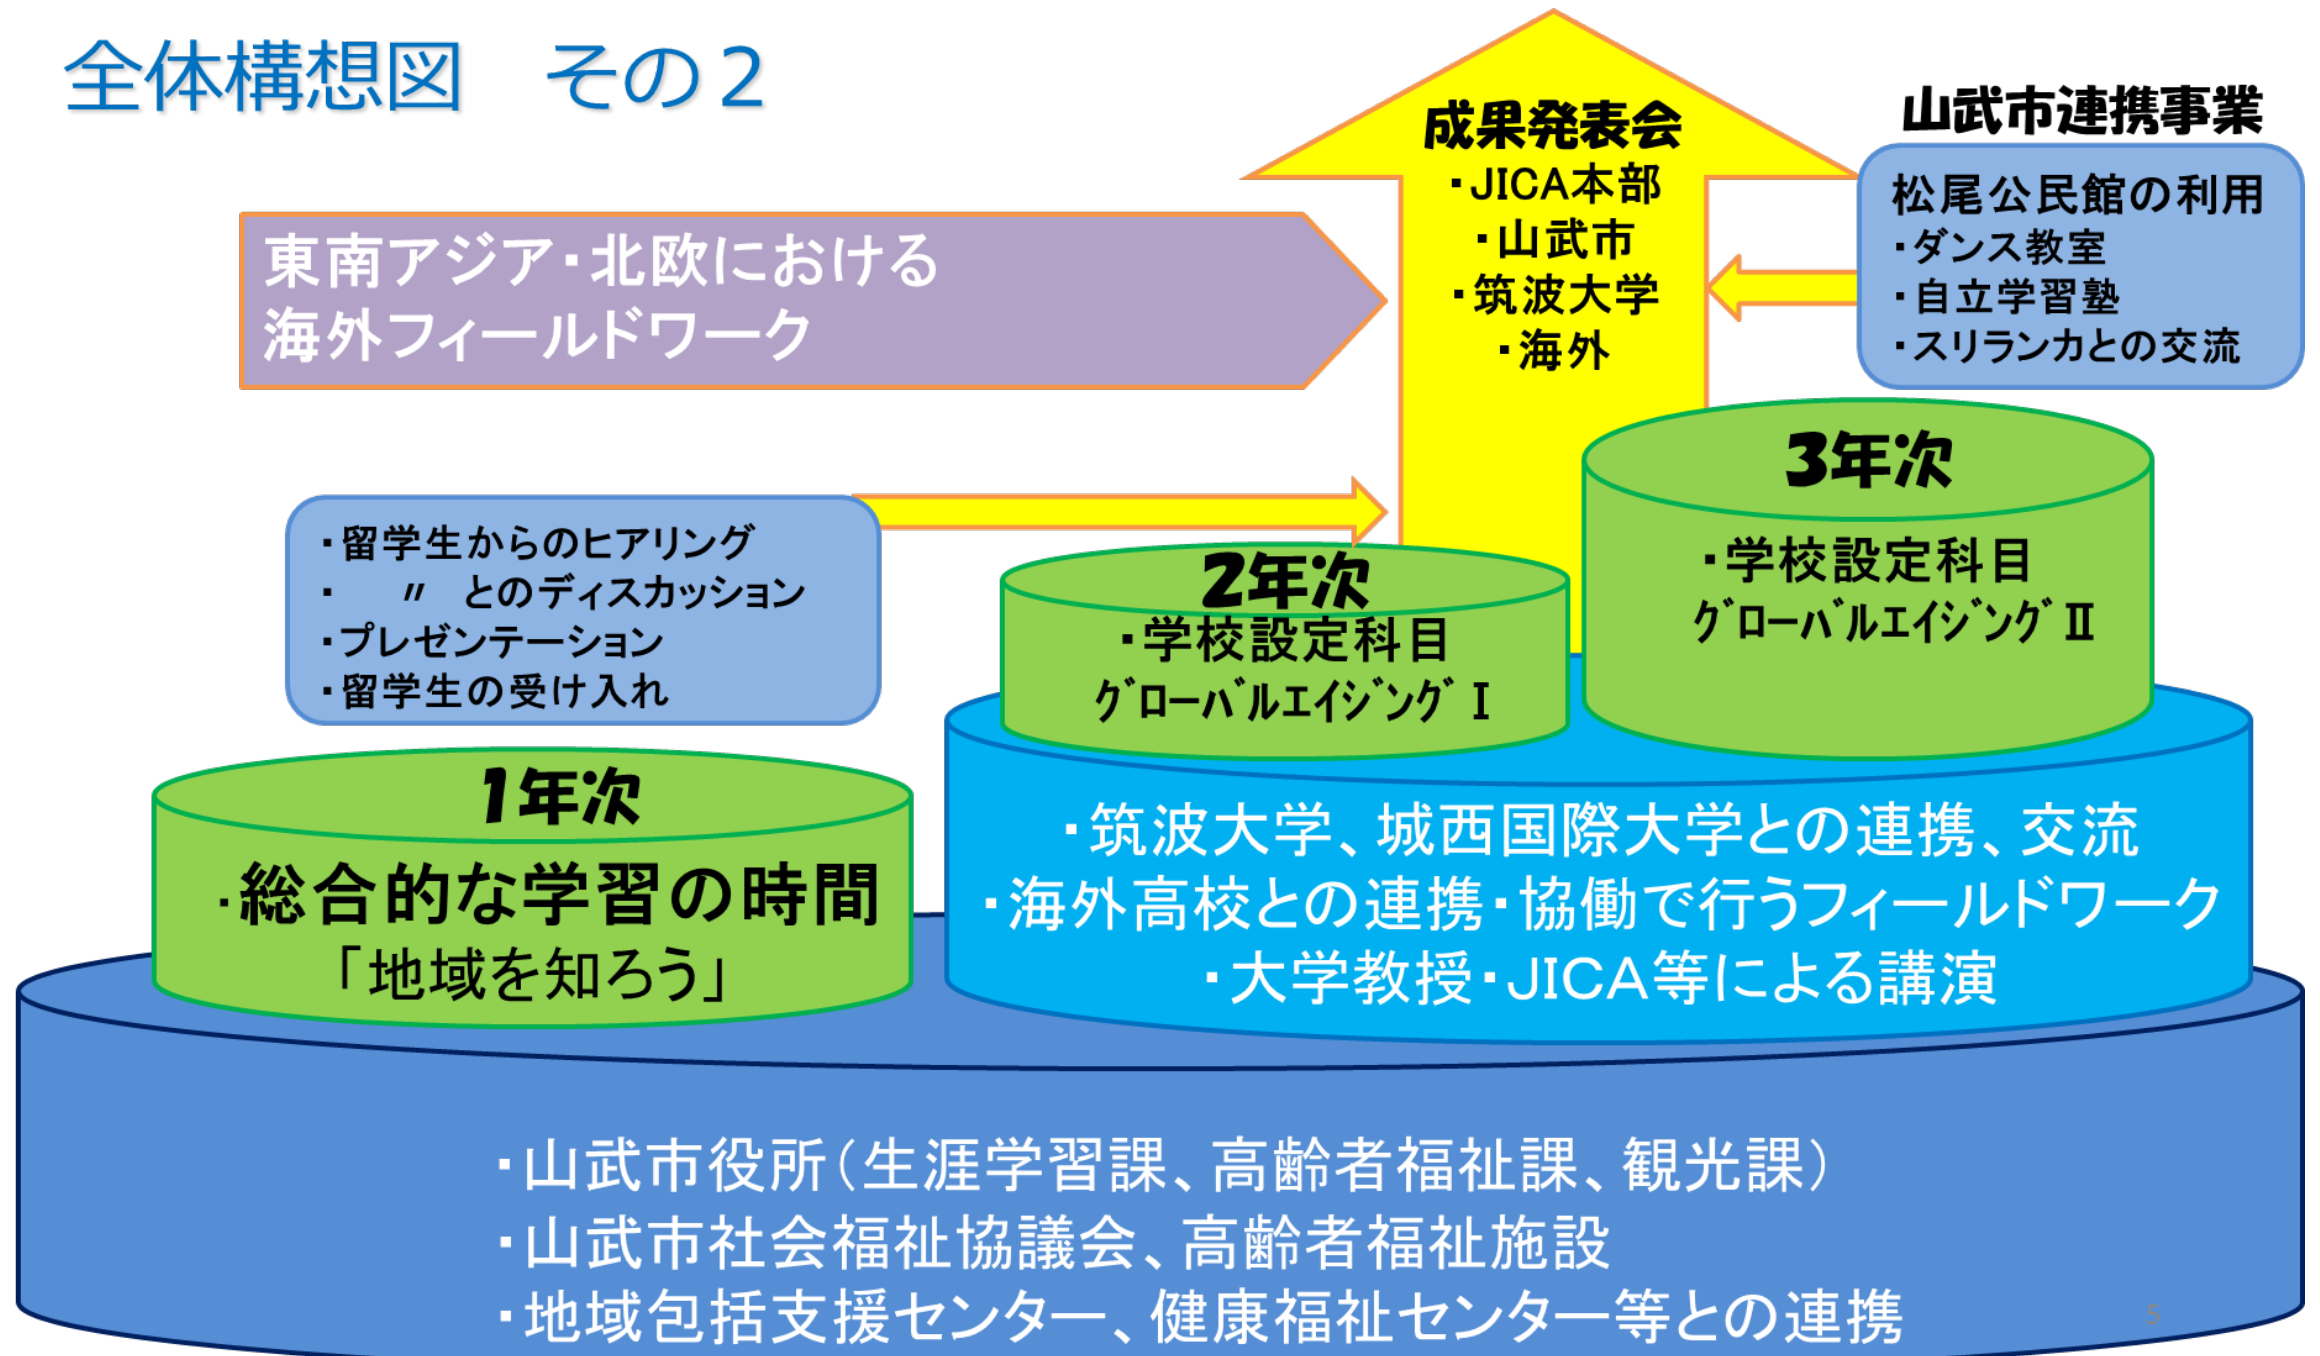 全体構想図　その２
成果発表会
・JICA本部
・山武市
・筑波大学
・海外
山武市連携事業
松尾公民館の利用
・ダンス教室
・自立学習塾
・スリランカとの交流
東南アジア・北欧における
海外フィールドワーク
・留学生からのヒアリング
・　〃　とのディスカッション
・プレゼンテーション
・留学生の受け入れ
3年次
・学校設定科目
ｸﾞﾛｰﾊﾞﾙｴｲｼﾞﾝｸﾞⅡ
2年次
・学校設定科目
ｸﾞﾛｰﾊﾞﾙｴｲｼﾞﾝｸﾞⅠ
1年次
・総合的な学習の時間
「地域を知ろう」
・筑波大学、城西国際大学との連携、交流
・海外高校との連携・協働で行うフィールドワーク
・大学教授・JICA等による講演
・山武市役所（生涯学習課、高齢者福祉課、観光課）
・山武市社会福祉協議会、高齢者福祉施設
・地域包括支援センター、健康福祉センター等との連携
5